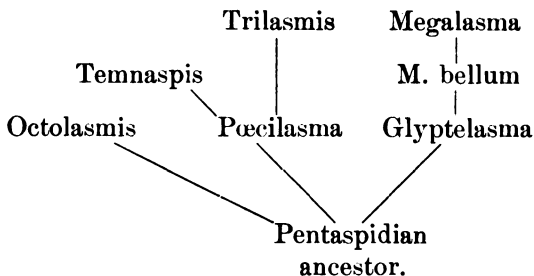 Trilasmis Megalasma
Temnaspis M. bellum
Octolasmis Pœcilasma Glyptelasma
Pentaspidian
ancestor.